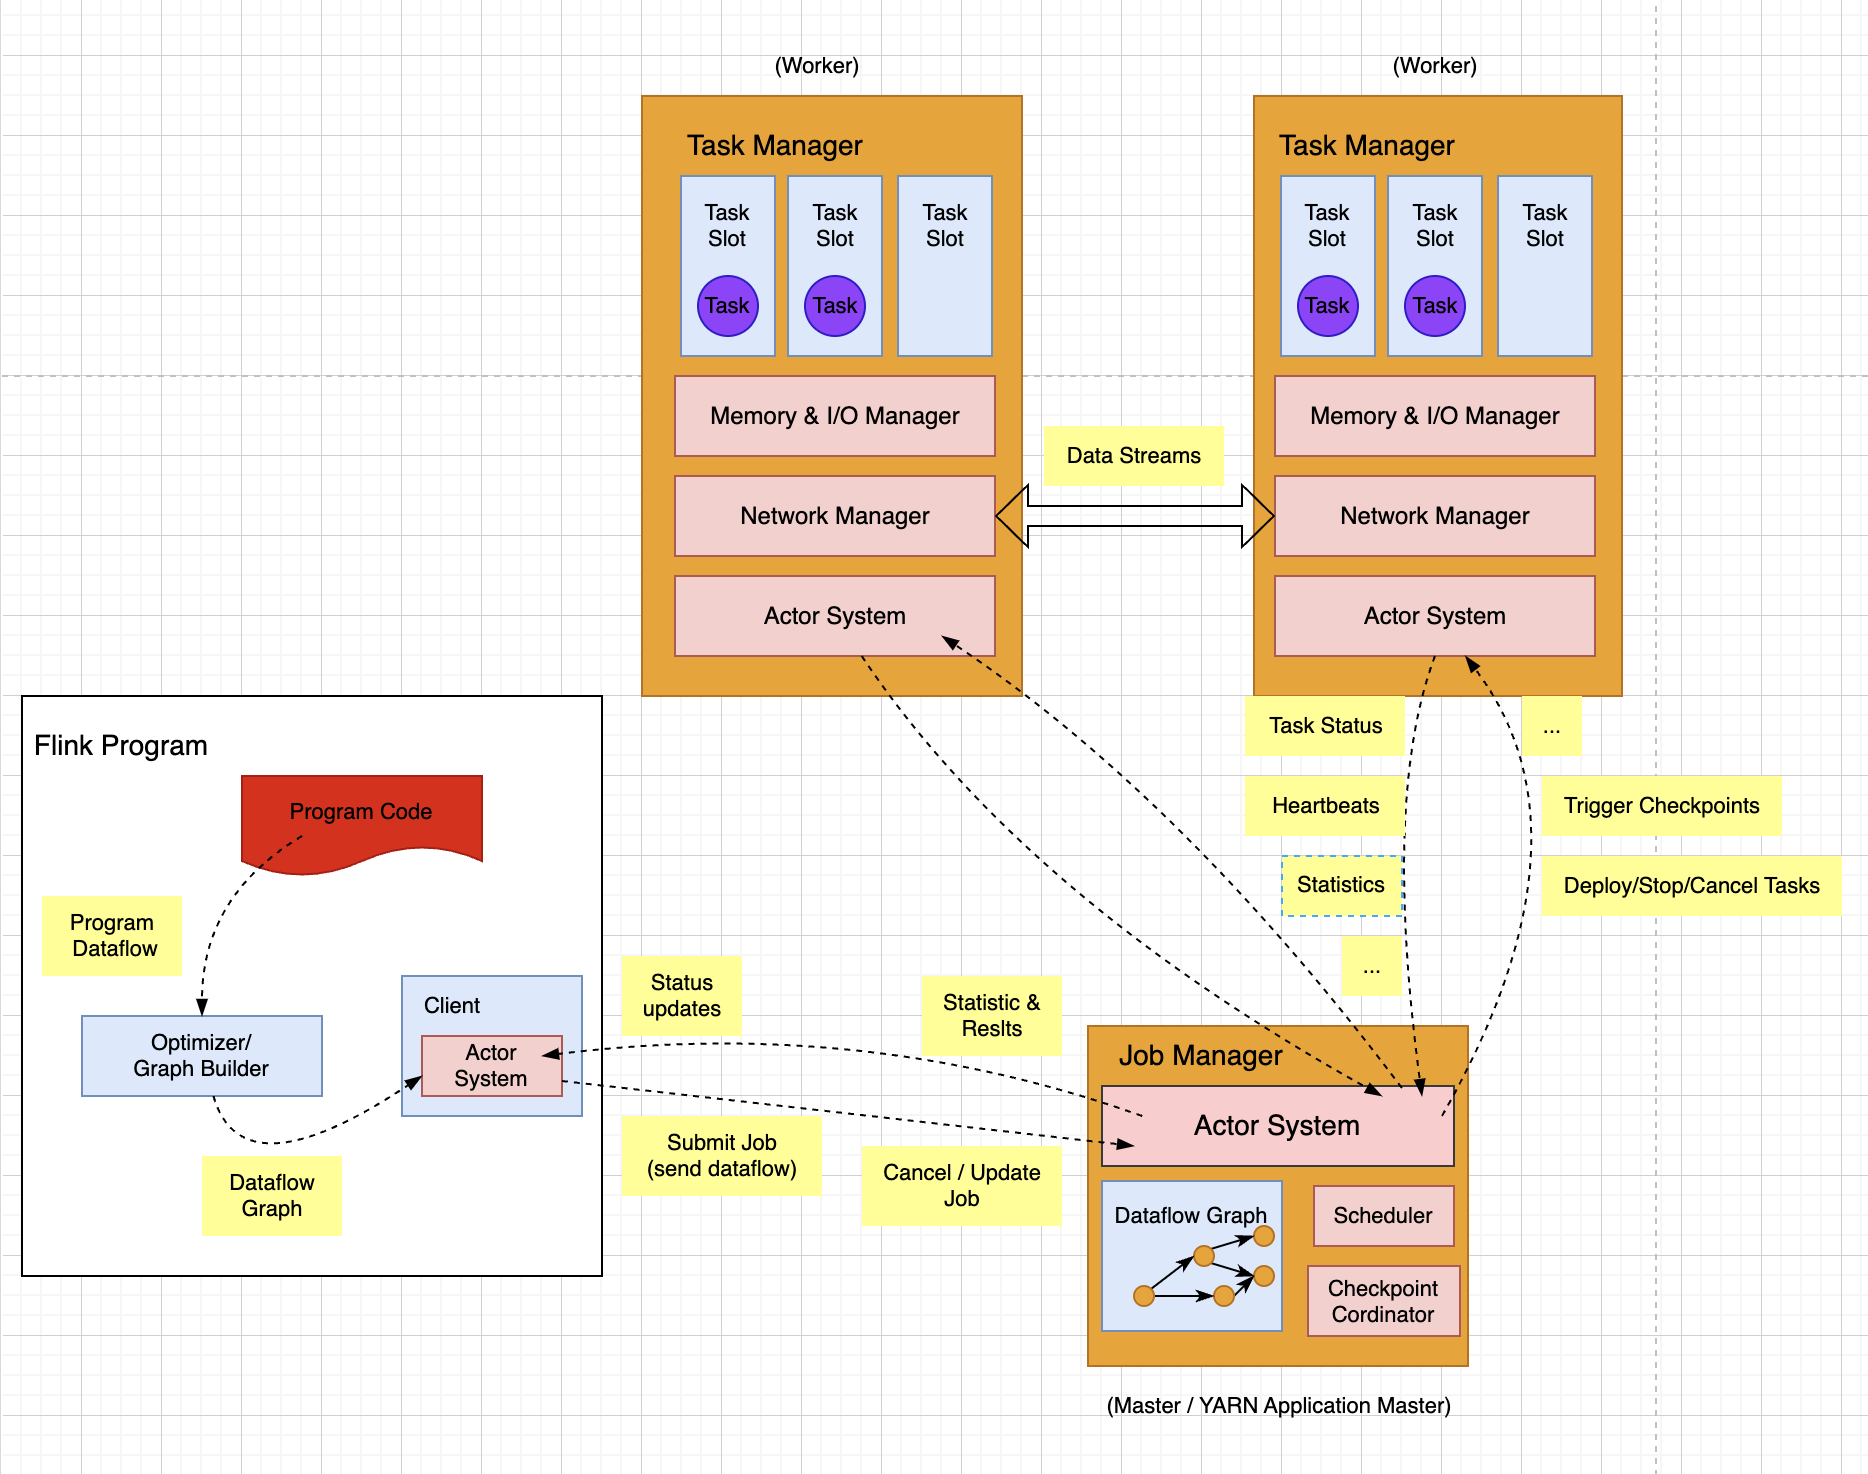 (Worker)
(Worker)
Task Manager
Task
Slot
Task
Slot
Task
Slot
Task
Task
Memory & I/O Manager
Network Manager
Actor System
Data Streams
Task Manager
Task
Slot
Task
Slot
Task
Slot
Task
Task
Memory & I/O Manager
Network Manager
Actor System
Task Status
...
Heartbeats
Trigger Checkpoints
Statistics
Deploy/Stop/Cancel Tasks
...
Flink Program
Program Code
Program
Dataflow
Optimizer/
Graph Builder
Client
Actor
System
Dataflow
Graph
Status
updates
Statistic &
Reslts
Submit Job
(send dataflow)
Cancel / Update
Job
Job Manager
Actor System
Dataflow Graph
Scheduler
Checkpoint
Cordinator
(Master / YARN Application Master)